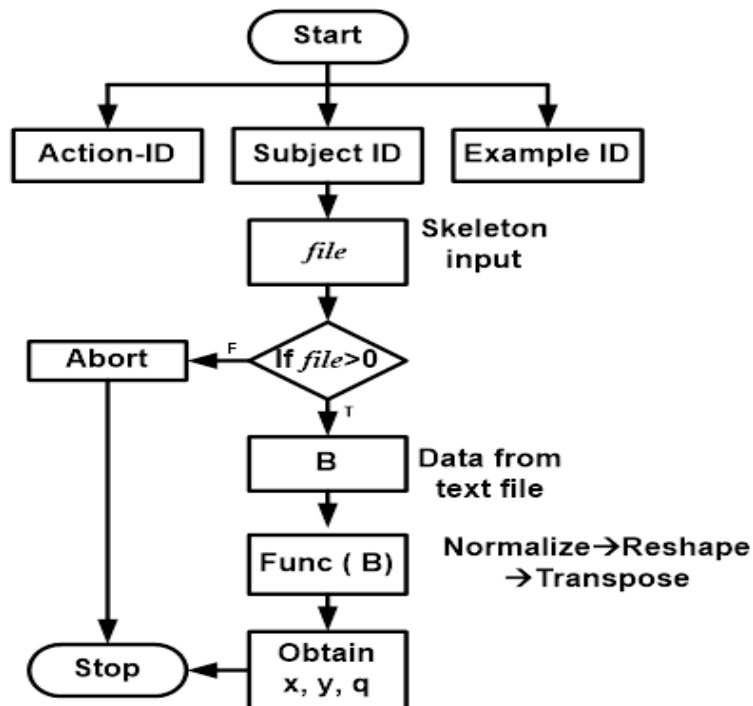 Start
Action-ID
Subject ID
Example ID
file
Skeleton
input
If file>0
F
Abort
T
B
Data from
text file
Func ( B)
Normalize→Reshape
→Transpose
Obtain
x, y, q
Stop